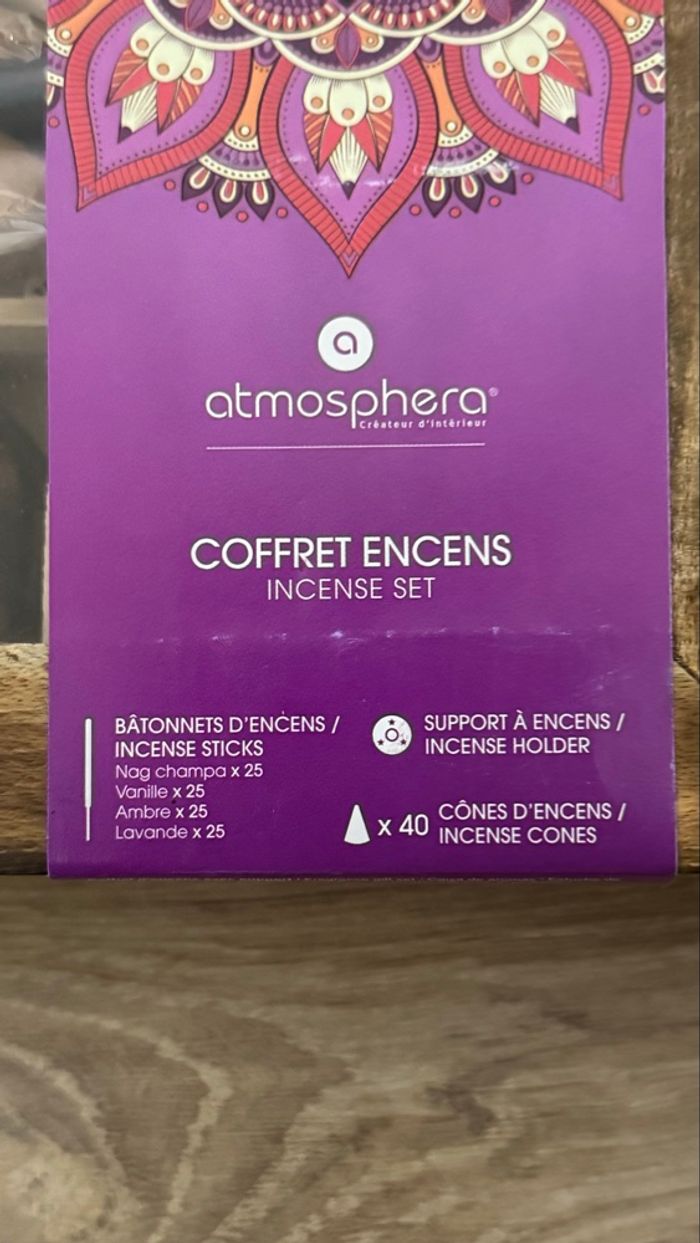 a
atmosphera®
Créateur d'intérieur
COFFRET ENCENS
INCENSE SET
BÂTONNETS D'ENCENS /
INCENSE STICKS
Nag champa x 25
Vanille x 25
Ambre x 25
Lavande x 25
SUPPORT À ENCENS /
INCENSE HOLDER
x 40
CÔNES D'ENCENS /
INCENSE CONES